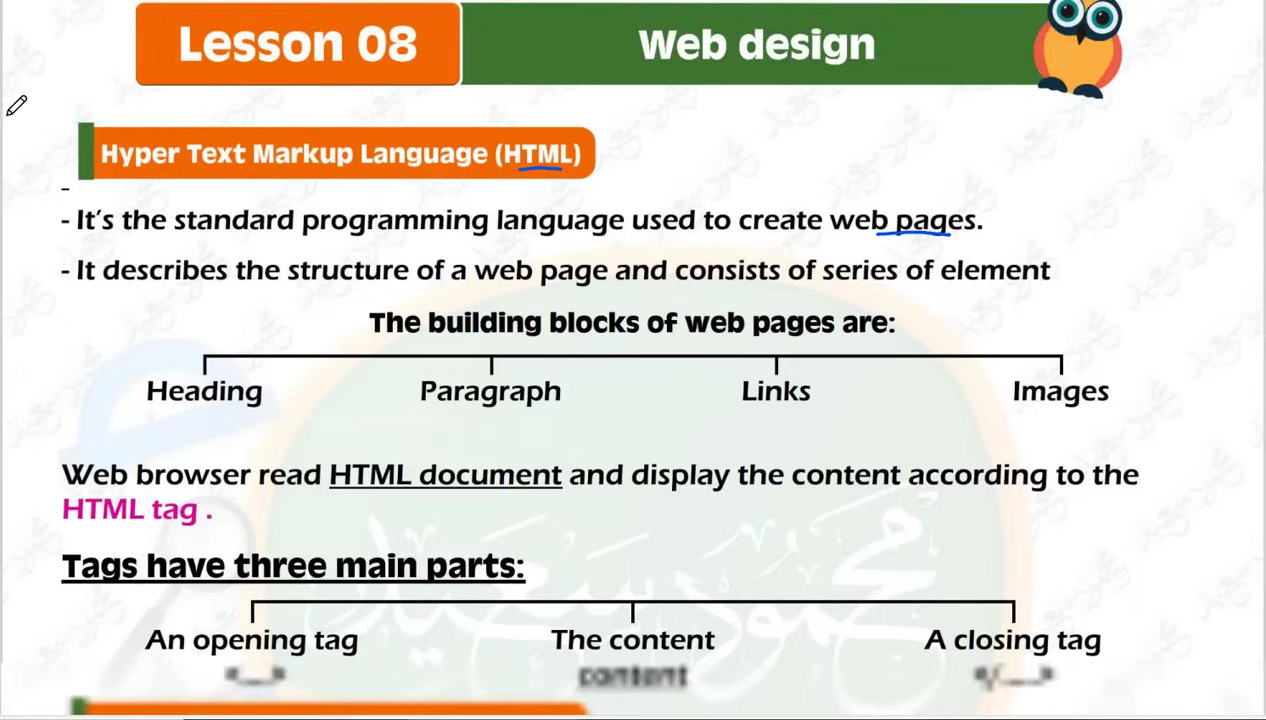 Lesson 08
Web design
Hyper Text Markup Language (HTML)
-
- It's the standard programming language used to create web pages.
- It describes the structure of a web page and consists of series of element
The building blocks of web pages are:
Heading Paragraph Links Images
Web browser read HTML document and display the content according to the
HTML tag .
Tags have three main parts:
An opening tag The content A closing tag
content
محمود سعيد